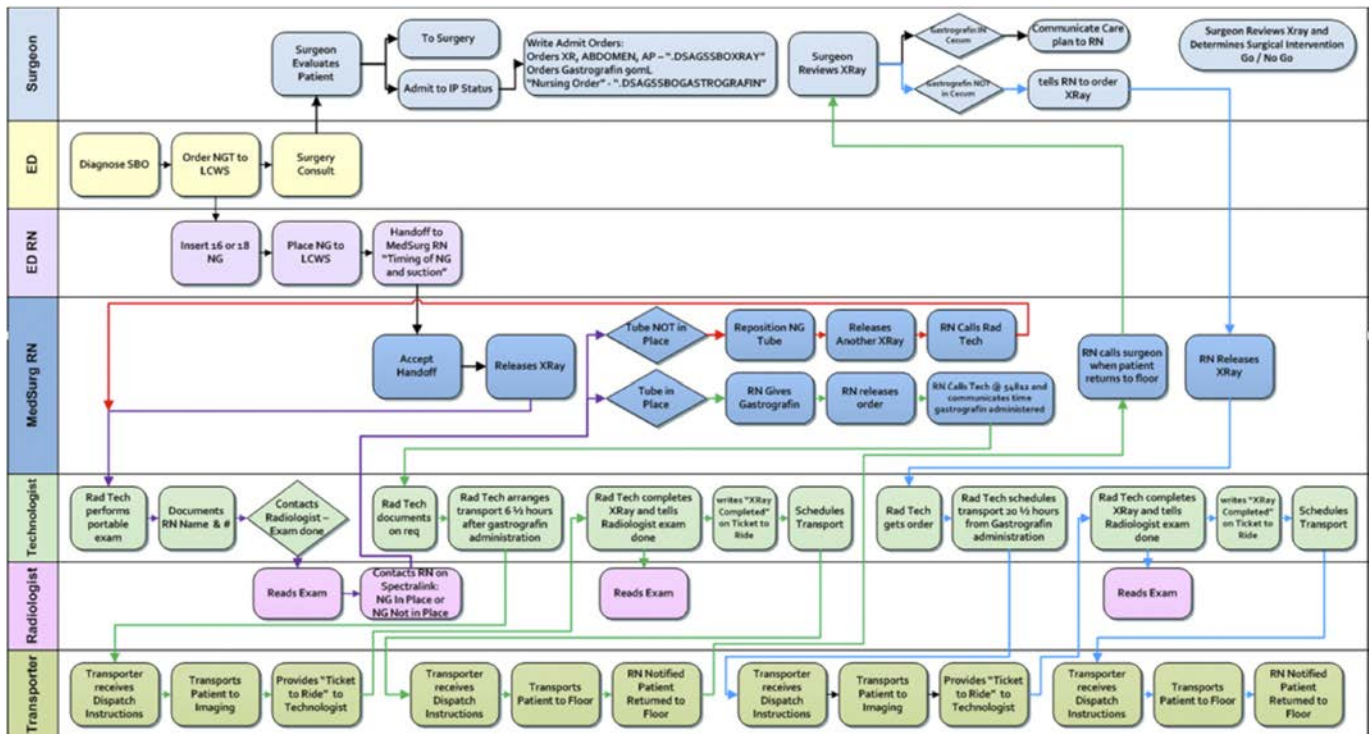 Surgeon
Surgeon
Evaluates
Patient
To Surgery
Admit to IP Status
Write Admit Orders:
Orders XR, ABDOMEN, AP – ".DSAGSSBOXRAY"
Orders Gastrografin 90mL
"Nursing Order" - ".DSAGSSBOGASTROGRAFIN"
Surgeon
Reviews XRay
Gastrografin IN
Cecum
Communicate Care
plan to RN
Gastrografin NOT
in Cecum
tells RN to order
XRay
Surgeon Reviews Xray and
Determines Surgical Intervention
Go / No Go
ED
Diagnose SBO
Order NGT to
LCWS
Surgery
Consult
ED RN
Insert 16 or 18
NG
Place NG to
LCWS
Handoff to
MedSurg RN
"Timing of NG
and suction"
MedSurg RN
Accept
Handoff
Releases XRay
Tube NOT in
Place
Reposition NG
Tube
Releases
Another XRay
RN Calls Rad
Tech
Tube in
Place
RN Gives
Gastrografin
RN releases
order
RN Calls Tech @ 54822 and
communicates time
gastrografin administered
RN calls surgeon
when patient
returns to floor
RN Releases
XRay
Technologist
Rad Tech
performs
portable
exam
Documents
RN Name & #
Contacts
Radiologist –
Exam done
Rad Tech
documents
on req
Rad Tech arranges
transport 6 ½ hours
after gastrografin
administration
Rad Tech completes
XRay and tells
Radiologist exam
done
writes "XRay
Completed"
on Ticket to
Ride
Schedules
Transport
Rad Tech
gets order
Rad Tech schedules
transport 20 ½ hours
from Gastrografin
administration
Rad Tech completes
XRay and tells
Radiologist exam
done
writes "XRay
Completed"
on Ticket to
Ride
Schedules
Transport
Radiologist
Reads Exam
Contacts RN on
Spectralink:
NG In Place or
NG Not in Place
Reads Exam
Reads Exam
Transporter
Transporter
receives
Dispatch
Instructions
Transports
Patient to
Imaging
Provides "Ticket
to Ride" to
Technologist
Transporter
receives
Dispatch
Instructions
Transports
Patient to Floor
RN Notified
Patient
Returned to
Floor
Transporter
receives
Dispatch
Instructions
Transports
Patient to
Imaging
Provides "Ticket
to Ride" to
Technologist
Transporter
receives
Dispatch
Instructions
Transports
Patient to Floor
RN Notified
Patient
Returned to
Floor